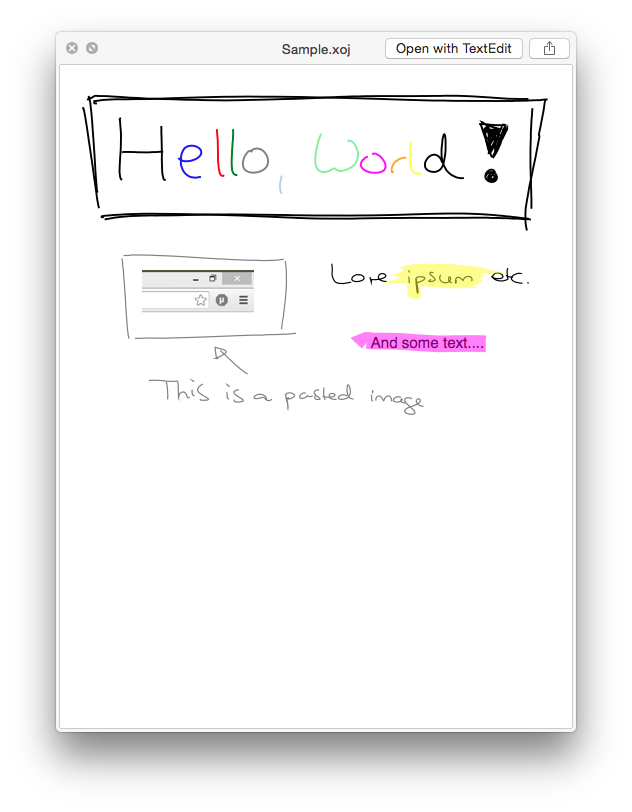 Sample.xoj
Open with TextEdit
Hello, World!
Lore ipsum etc.
µ
And some text....
This is a pasted image